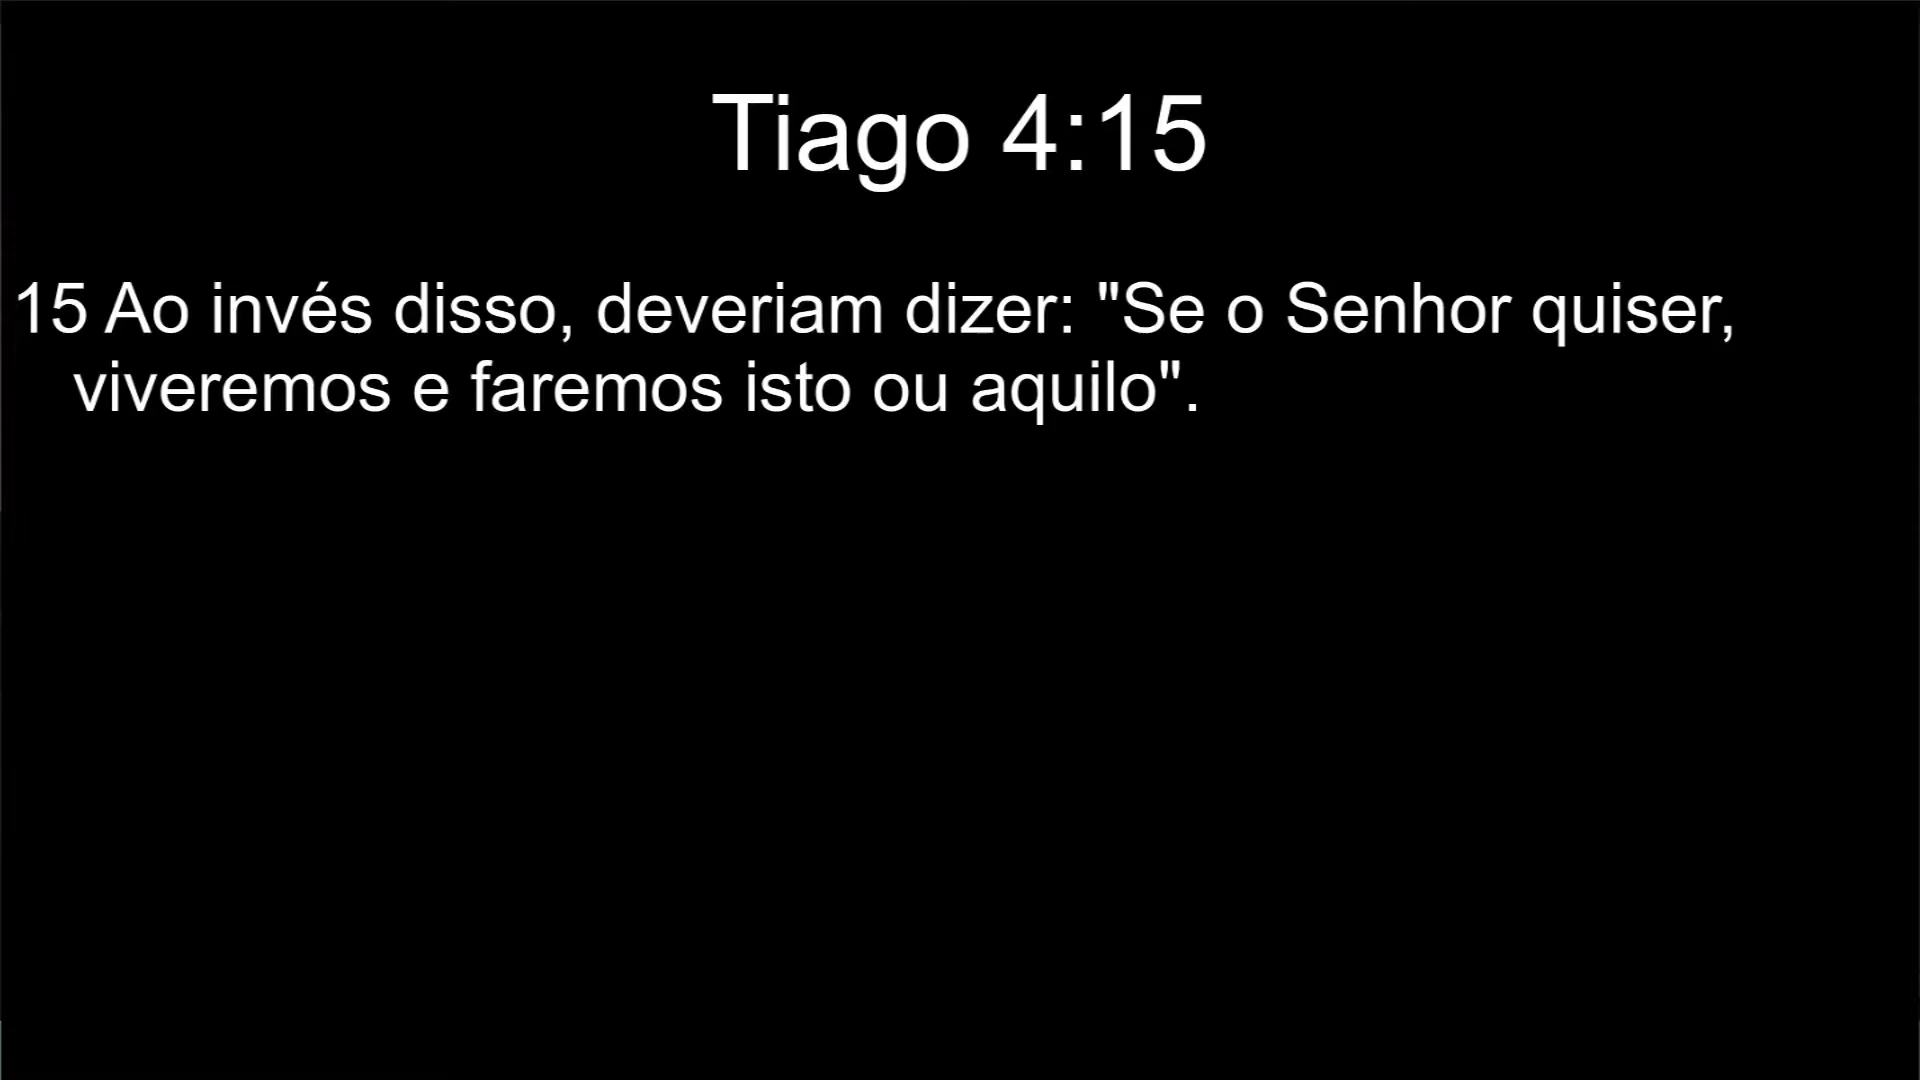 Tiago 4:15
15 Ao invés disso, deveriam dizer: "Se o Senhor quiser,
viveremos e faremos isto ou aquilo".